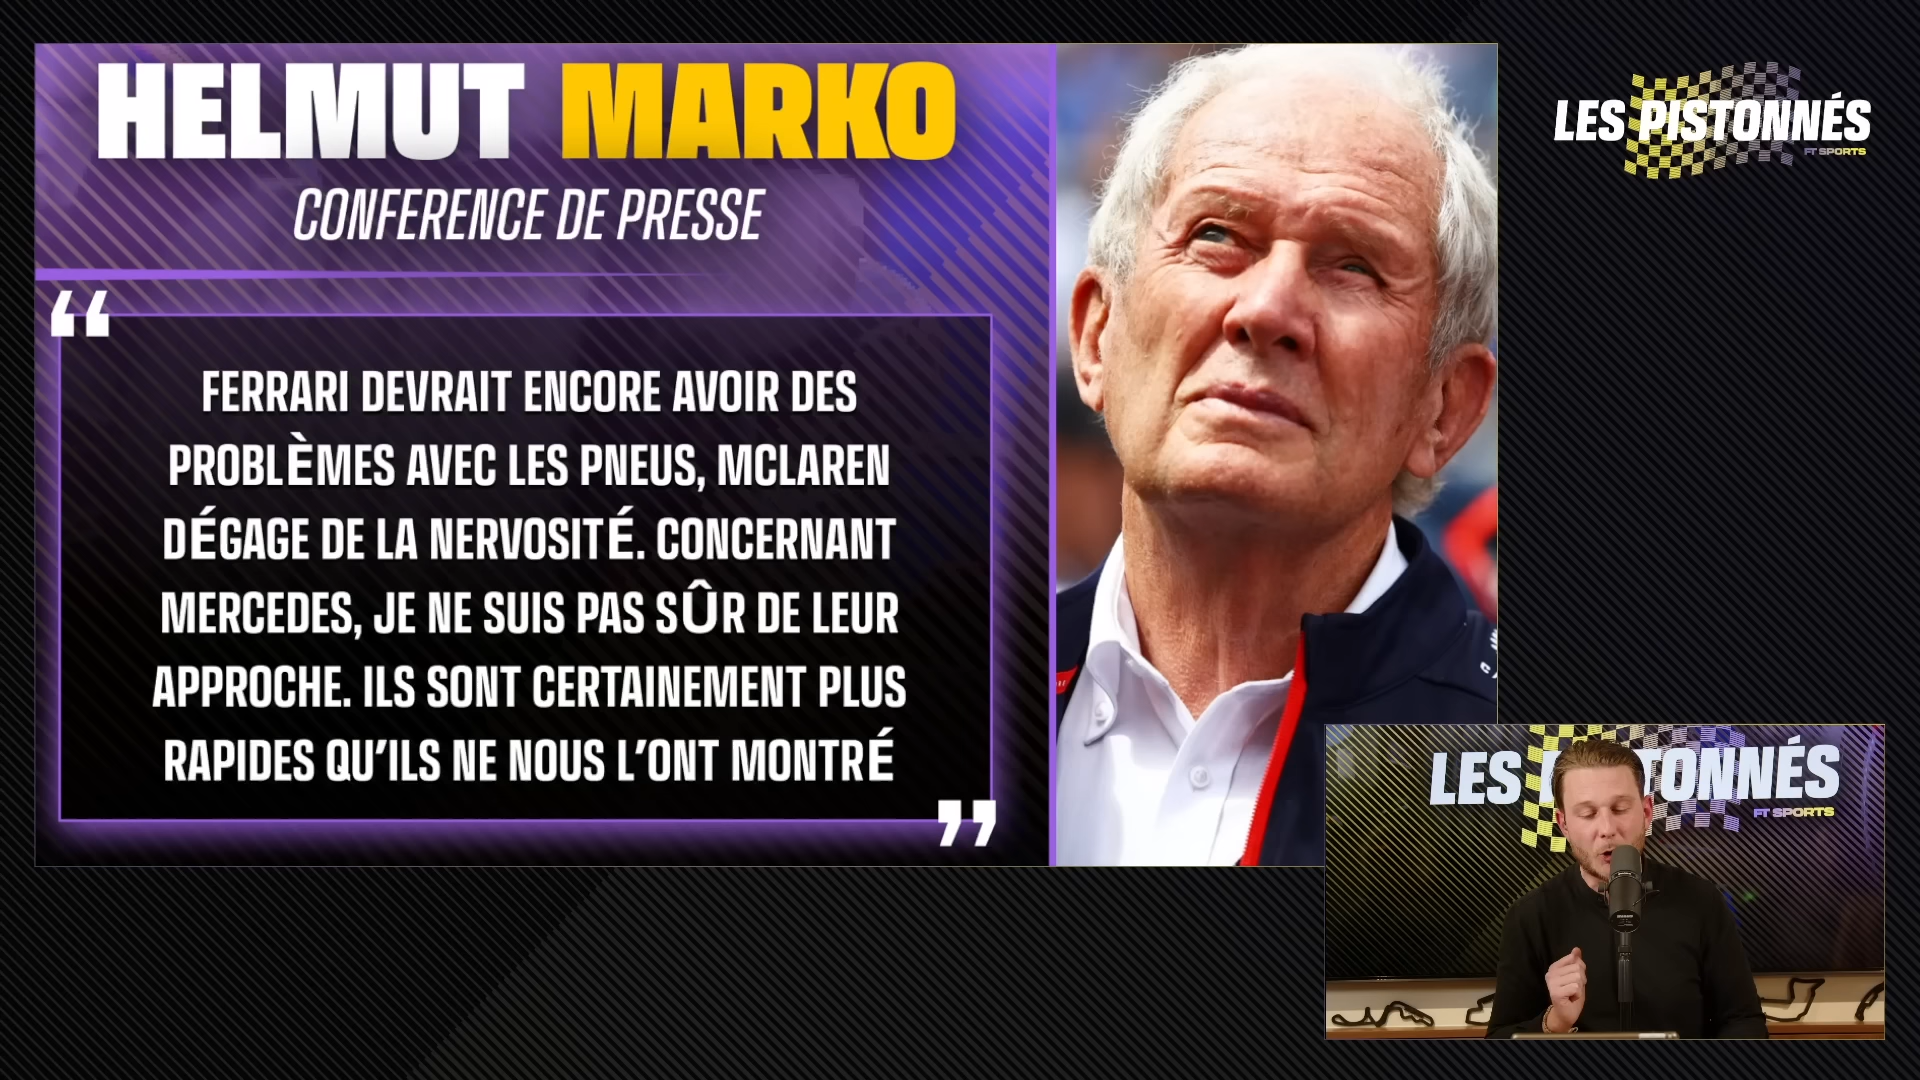 HELMUT MARKO
CONFERENCE DE PRESSE
“
FERRARI DEVRAIT ENCORE AVOIR DES
PROBLÈMES AVEC LES PNEUS, MCLAREN
DÉGAGE DE LA NERVOSITÉ. CONCERNANT
MERCEDES, JE NE SUIS PAS SÛR DE LEUR
APPROCHE. ILS SONT CERTAINEMENT PLUS
RAPIDES QU’ILS NE NOUS L’ONT MONTRÉ
”
LES PISTONNÉS
FT SPORTS
LES P TONNÉS
FT SPORTS